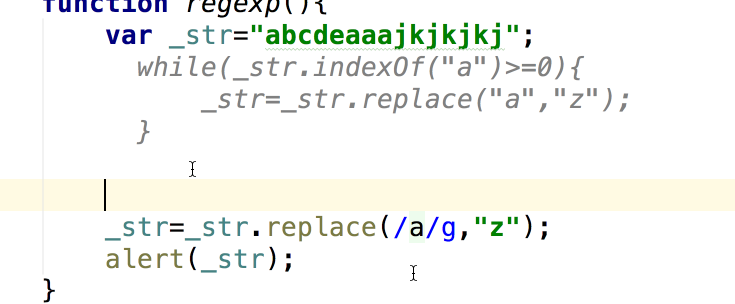 function regexp(){
var _str="abcdeaaajkjkjkj";
while(_str.indexOf("a")>=0){
_str=_str.replace("a","z");
}
_str=_str.replace(/a/g,"z");
alert(_str);
}